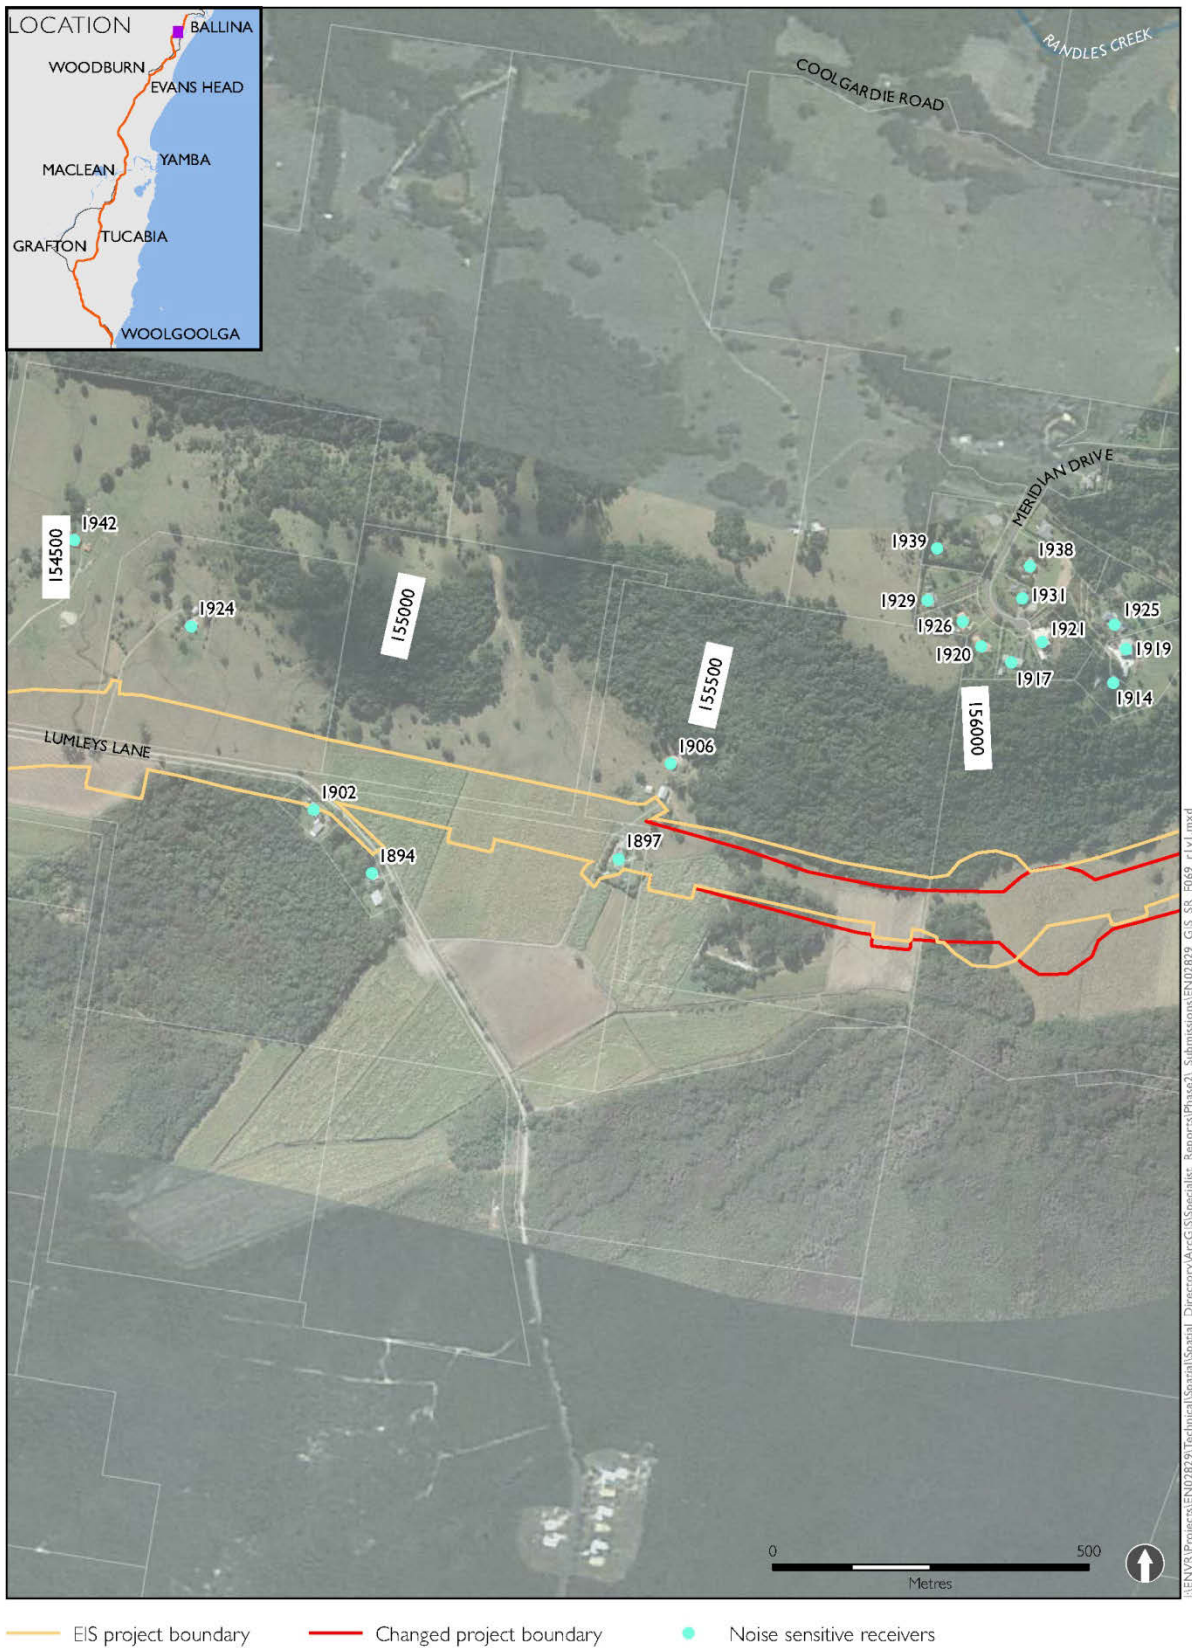 LOCATION
BALLINA
WOODBURN
EVANS HEAD
YAMBA
MACLEAN
TUCABIA
GRAFTON
WOOLGOOLGA
RANDLES CREEK
COOLGARDIE ROAD
MERIDIAN DRIVE
1942
154500
1924
155000
1939
1938
1929
1931
1926
1925
1921
1919
1920
1917
1914
155500
156000
LUMLEYS LANE
1906
1902
1897
1894
0 500
Metres
EIS project boundary
Changed project boundary
Noise sensitive receivers